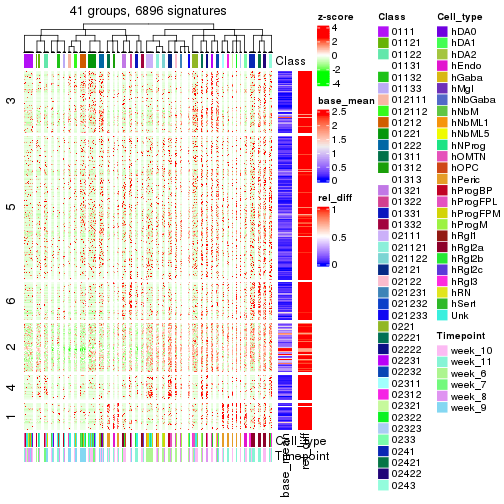 41 groups, 6896 signatures
Class
3
5
6
2
4
1
Cell_type
Timepoint
base_mean
rel_diff
z-score
4
2
0
-2
-4
base_mean
2.5
2
1.5
1
0.5
0
rel_diff
1
0.5
0
Class
0111
01121
01122
01131
01132
01133
012111
012112
01212
01221
01222
01311
01312
01313
01321
01322
01331
01332
02111
021121
021122
02121
02122
021231
021232
021233
0221
02221
02222
02231
02232
02311
02312
02321
02322
02323
0233
0241
02421
02422
0243
Cell_type
hDA0
hDA1
hDA2
hEndo
hGaba
hMgl
hNbGaba
hNbM
hNbML1
hNbML5
hNProg
hOMTN
hOPC
hPeric
hProgBP
hProgFPL
hProgFPM
hProgM
hRgl1
hRgl2a
hRgl2b
hRgl2c
hRgl3
hRN
hSert
Unk
Timepoint
week_10
week_11
week_6
week_7
week_8
week_9